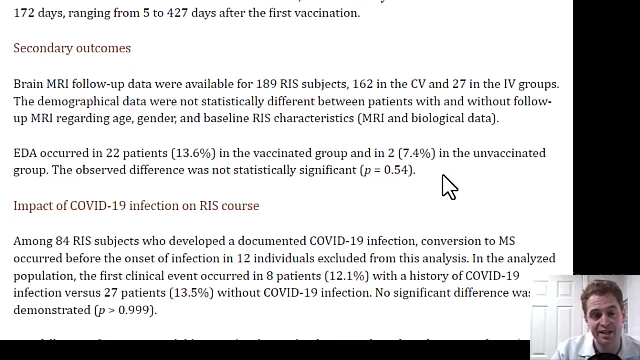 172 days, ranging from 5 to 427 days after the first vaccination.
Secondary outcomes
Brain MRI follow-up data were available for 189 RIS subjects, 162 in the CV and 27 in the IV groups.
The demographical data were not statistically different between patients with and without follow-
up MRI regarding age, gender, and baseline RIS characteristics (MRI and biological data).
EDA occurred in 22 patients (13.6%) in the vaccinated group and in 2 (7.4%) in the unvaccinated
group. The observed difference was not statistically significant (p = 0.54).
Impact of COVID-19 infection on RIS course
Among 84 RIS subjects who developed a documented COVID-19 infection, conversion to MS
occurred before the onset of infection in 12 individuals excluded from this analysis. In the analyzed
population, the first clinical event occurred in 8 patients (12.1%) with a history of COVID-19
infection versus 27 patients (13.5%) without COVID-19 infection. No significant difference was
demonstrated (p > 0.999).